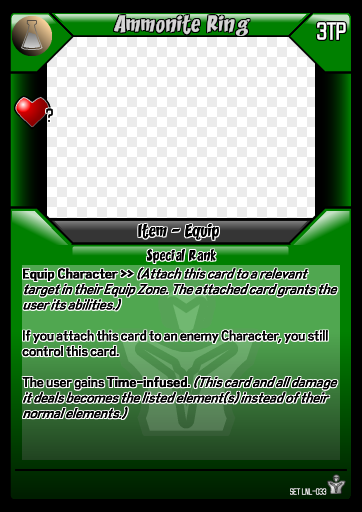 Ammonite Ring
3TP
?
Item - Equip
Special Rank
Equip Character >> (Attach this card to a relevant
target in their Equip Zone. The attached card grants the
user its abilities.)
If you attach this card to an enemy Character, you still
control this card.
The user gains Time-infused. (This card and all damage
it deals becomes the listed element(s) instead of their
normal elements.)
SET LNL-033